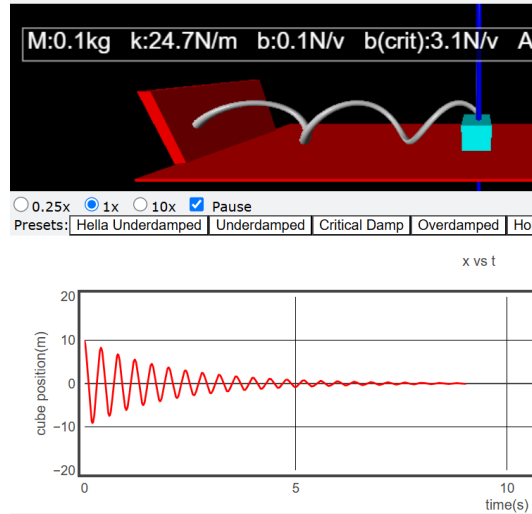 M:0.1kg k:24.7N/m b:0.1N/v b(crit):3.1N/v A
0.25x 1x 10x Pause
Presets: Hella Underdamped Underdamped Critical Damp Overdamped Ho
x vs t
20
10
0
−10
−20
cube position(m)
0 5 10
time(s)